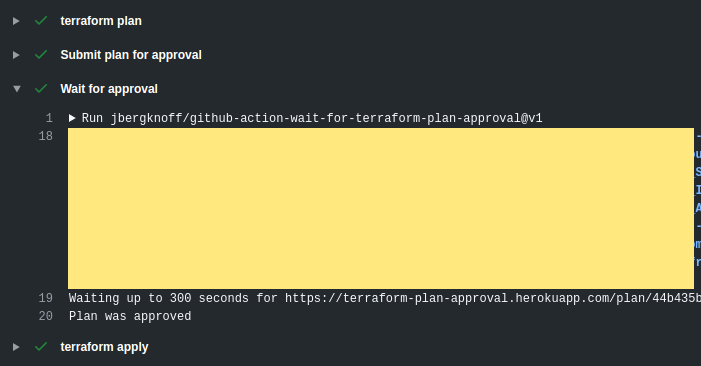 terraform plan
Submit plan for approval
Wait for approval
1 Run jbergknoff/github-action-wait-for-terraform-plan-approval@v1
18
19 Waiting up to 300 seconds for https://terraform-plan-approval.herokuapp.com/plan/44b435b
20 Plan was approved
terraform apply